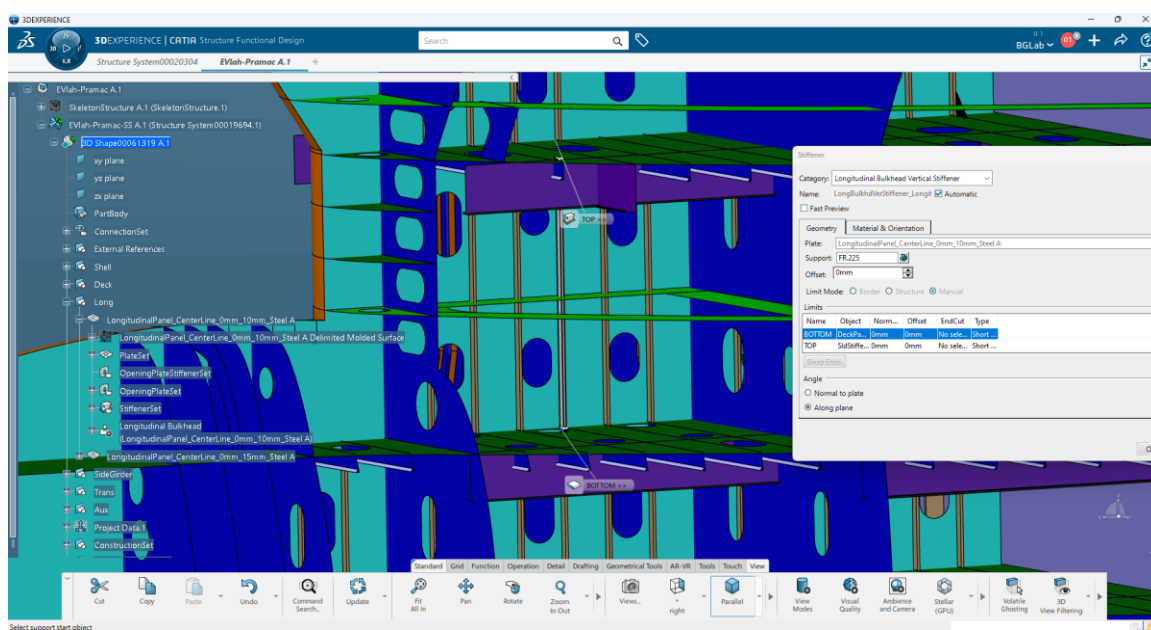 3DEXPERIENCE
3DEXPERIENCE | CATIA Structure Functional Design
Search
BGLab
Structure System00020304
EVlah-Pramac A.1
+
EVlah-Pramac A.1
SkeletonStructure A.1 (SkeletonStructure.1)
EVlah-Pramac-SS A.1 (Structure System00019694.1)
3D Shape00061319 A.1
xy plane
yz plane
zx plane
PartBody
ConnectionSet
External References
Shell
Deck
Long
LongitudinalPanel_CenterLine_0mm_10mm_Steel A
LongitudinalPanel_CenterLine_0mm_10mm_Steel A Delimited Molded Surface
PlateSet
OpeningPlateStiffenerSet
OpeningPlateSet
StiffenerSet
Longitudinal Bulkhead
(LongitudinalPanel_CenterLine_0mm_10mm_Steel A)
LongitudinalPanel_CenterLine_0mm_15mm_Steel A
SideGirder
Trans
Aux
Project Data.1
ConstructionSet
TOP >>
BOTTOM >>
Stiffener
Category: Longitudinal Bulkhead Vertical Stiffener
Name: LongBulkhdVerStiffener_Longit Automatic
Fast Preview
Geometry Material & Orientation
Plate: LongitudinalPanel_CenterLine_0mm_10mm_Steel A
Support: FR.225
Offset: 0mm
Limit Mode: Border Structure Manual
Limits
Name Object Norm... Offset EndCut Type
BOTTOM DeckPa... 0mm 0mm No sele... Short ...
TOP SldStiffe... 0mm 0mm No sele... Short ...
Swap Ends
Angle
Normal to plate
Along plane
Standard Grid Function Operation Detail Drafting Geometrical Tools AR-VR Tools Touch View
Cut
Copy
Paste
Undo
Command Search...
Update
Fit All In
Pan
Rotate
Zoom In Out
Views...
right
Parallel
View Modes
Visual Quality
Ambience and Camera
Stellar (GPU)
Volatile Ghosting
3D View Filtering
Select support start object